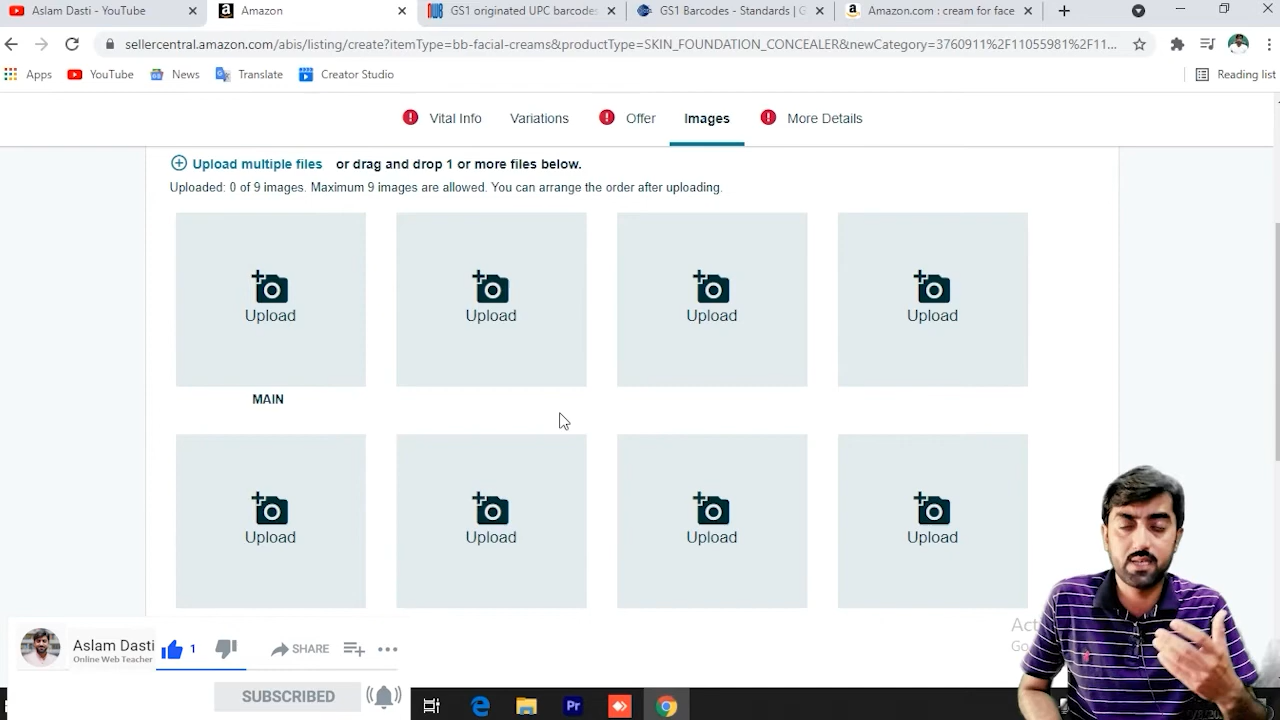 Aslam Dasti - YouTube
Amazon
GS1 originated UPC barcodes
GS1 Barcodes - Standards | G
Amazon.com : cream for face
sellercentral.amazon.com/abis/listing/create?itemType=bb-facial-creams&productType=SKIN_FOUNDATION_CONCEALER&newCategory=3760911%2F11055981%2F11...
Apps
YouTube
News
Translate
Creator Studio
Reading list
Vital Info
Variations
Offer
Images
More Details
Upload multiple files or drag and drop 1 or more files below.
Uploaded: 0 of 9 images. Maximum 9 images are allowed. You can arrange the order after uploading.
Upload
Upload
Upload
Upload
MAIN
Upload
Upload
Upload
Upload
Act
Go
Aslam Dasti
Online Web Teacher
1
SHARE
SUBSCRIBED
Pr